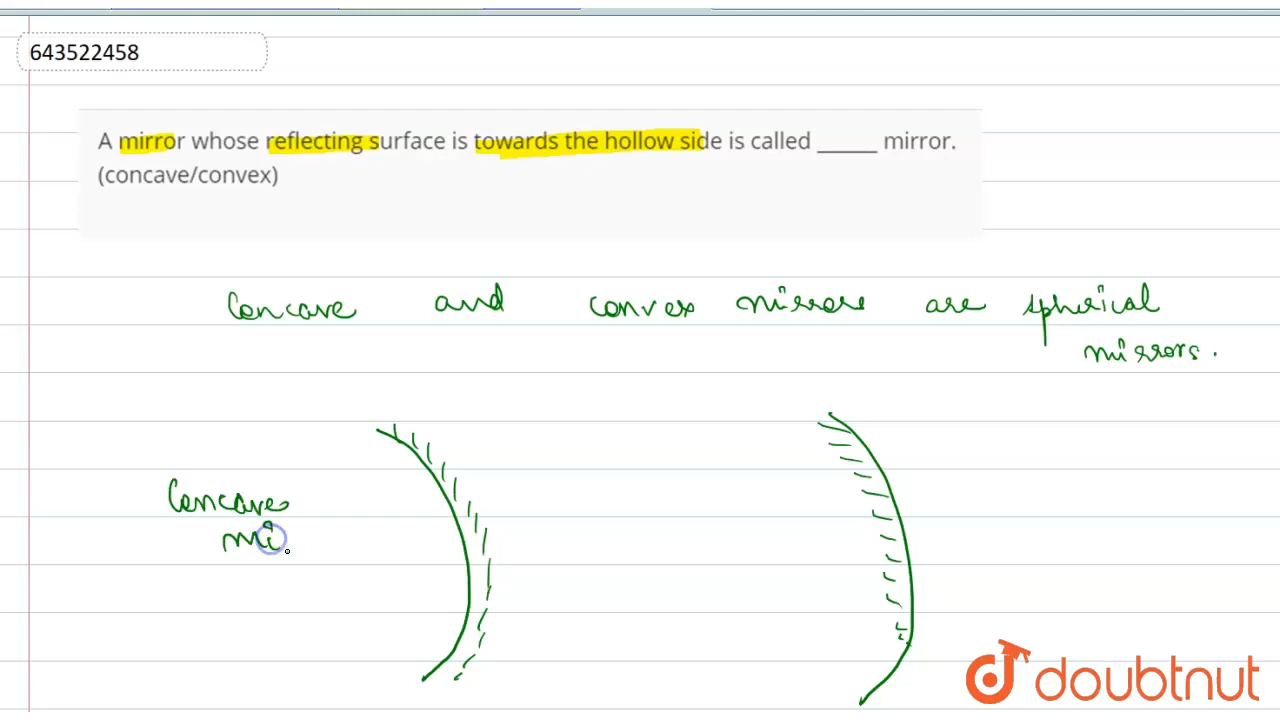 643522458
A mirror whose reflecting surface is towards the hollow side is called ______ mirror.
(concave/convex)
Concave and convex mirrors are spherical
mirrors.
Concave
mi
doubtnut